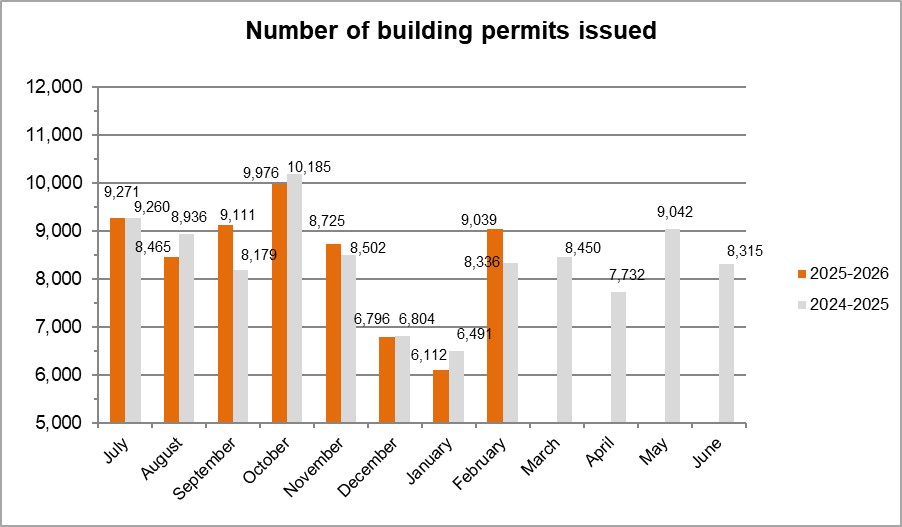 Number of building permits issued
12,000
11,000
10,000
9,000
8,000
7,000
6,000
5,000
9,271
9,260
8,465
8,936
9,111
8,179
9,976
10,185
8,725
8,502
6,796
6,804
6,112
6,491
9,039
8,336
8,450
7,732
9,042
8,315
July
August
September
October
November
December
January
February
March
April
May
June
2025-2026
2024-2025